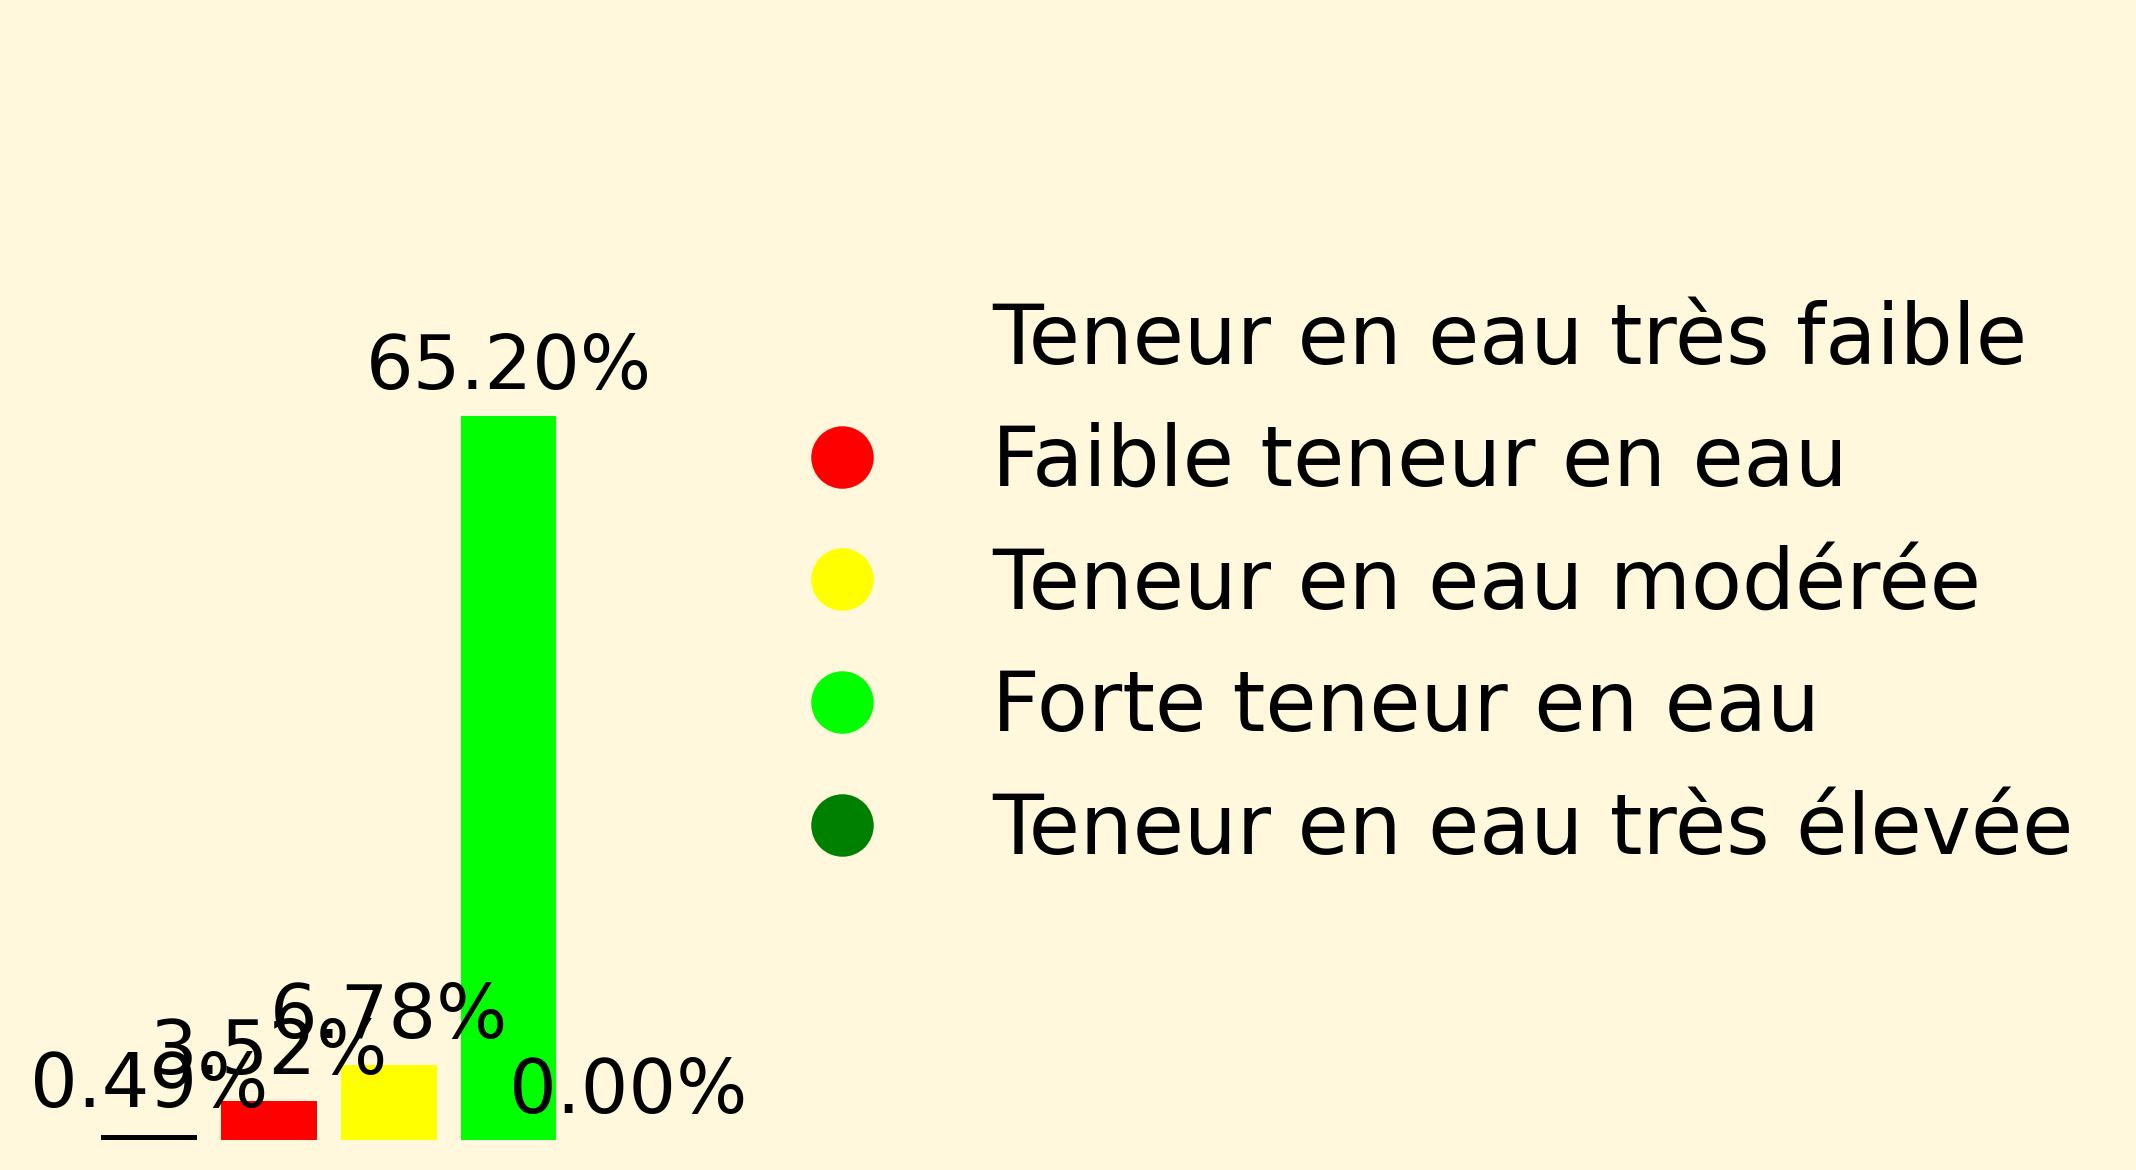 65.20%
6.78%
3.52%
0.49%
0.00%
Teneur en eau très faible
Faible teneur en eau
Teneur en eau modérée
Forte teneur en eau
Teneur en eau très élevée